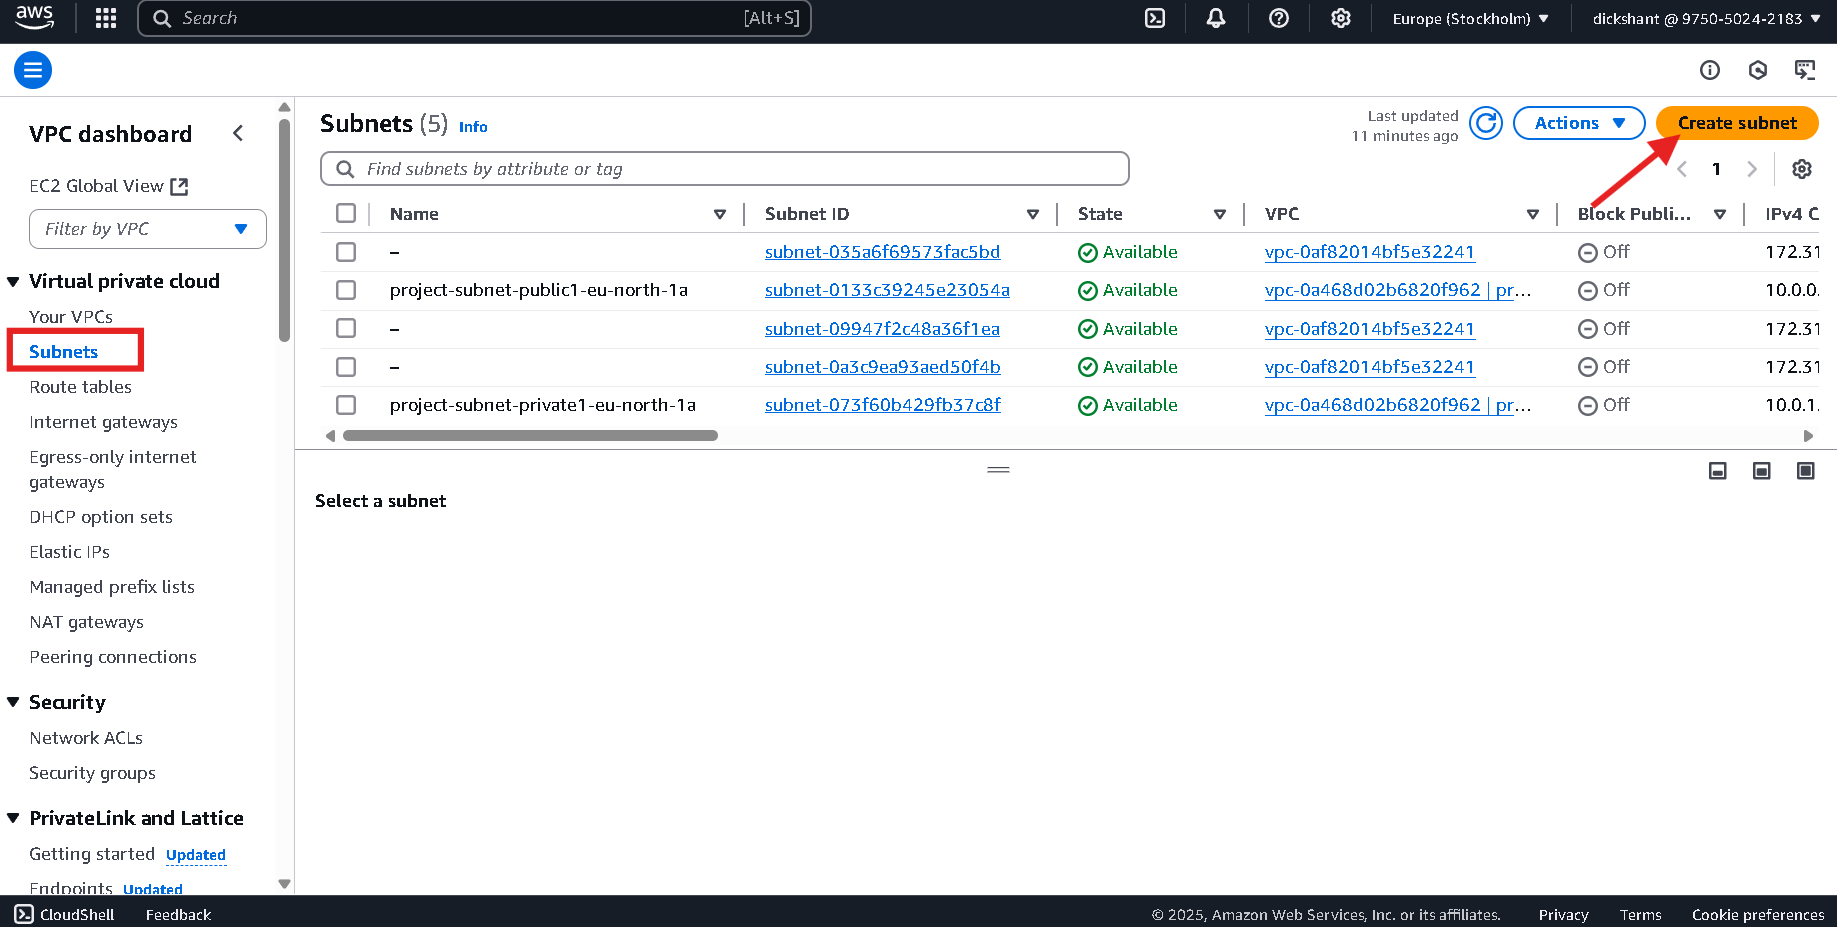 aws
Search [Alt+S]
Europe (Stockholm) dickshant @ 9750-5024-2183
VPC dashboard
EC2 Global View
Filter by VPC
Virtual private cloud
Your VPCs
Subnets
Route tables
Internet gateways
Egress-only internet
gateways
DHCP option sets
Elastic IPs
Managed prefix lists
NAT gateways
Peering connections
Security
Network ACLs
Security groups
PrivateLink and Lattice
Getting started Updated
Endpoints Updated
Subnets (5) Info
Last updated
11 minutes ago
Actions
Create subnet
Find subnets by attribute or tag
1
Name Subnet ID State VPC Block Publi... IPv4 C
– subnet-035a6f69573fac5bd Available vpc-0af82014bf5e32241 Off 172.31
project-subnet-public1-eu-north-1a subnet-0133c39245e23054a Available vpc-0a468d02b6820f962 | pr... Off 10.0.0.
– subnet-09947f2c48a36f1ea Available vpc-0af82014bf5e32241 Off 172.31
– subnet-0a3c9ea93aed50f4b Available vpc-0af82014bf5e32241 Off 172.31
project-subnet-private1-eu-north-1a subnet-073f60b429fb37c8f Available vpc-0a468d02b6820f962 | pr... Off 10.0.1.
Select a subnet
CloudShell Feedback © 2025, Amazon Web Services, Inc. or its affiliates. Privacy Terms Cookie preferences